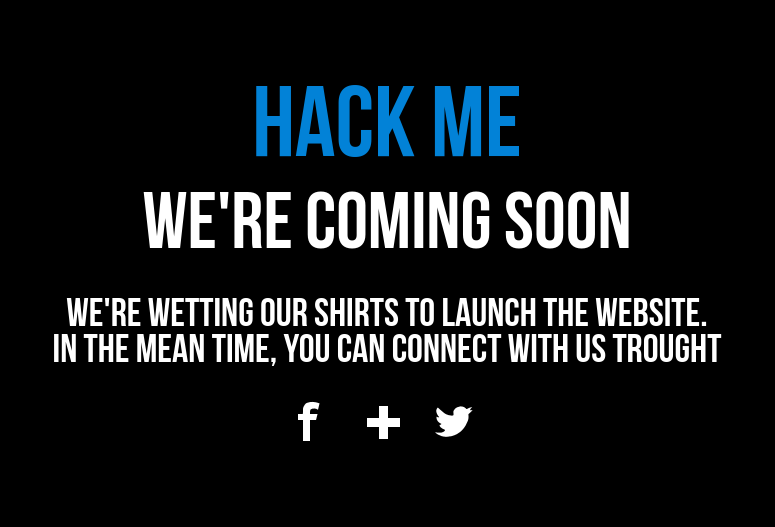 HACK ME
WE'RE COMING SOON
WE'RE WETTING OUR SHIRTS TO LAUNCH THE WEBSITE.
IN THE MEAN TIME, YOU CAN CONNECT WITH US TROUGHT